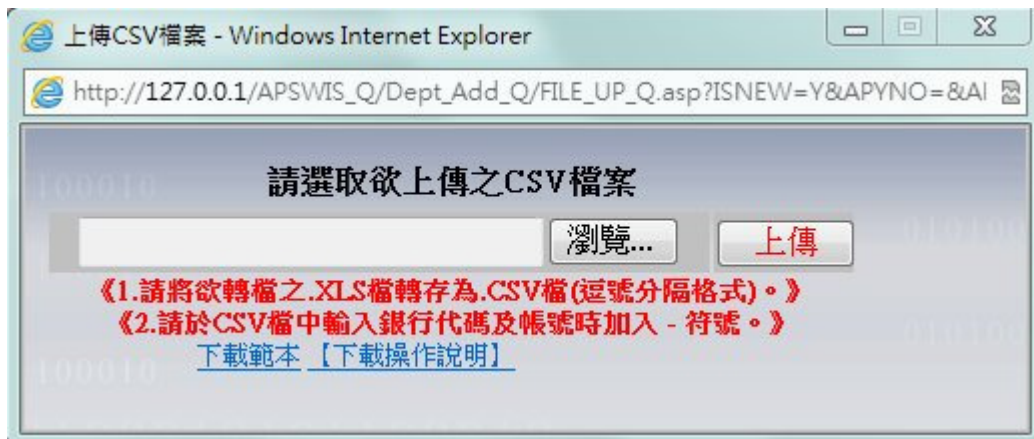 上傳CSV檔案 - Windows Internet Explorer
http://127.0.0.1/APSWIS_Q/Dept_Add_Q/FILE_UP_Q.asp?ISNEW=Y&APYNO=&AI
請選取欲上傳之CSV檔案
瀏覽... 上傳
《1.請將欲轉檔之.XLS檔轉存為.CSV檔(逗號分隔格式)。》
《2.請於CSV檔中輸入銀行代碼及帳號時加入 - 符號。》
下載範本 【下載操作說明】
100010
010100
010100
100010